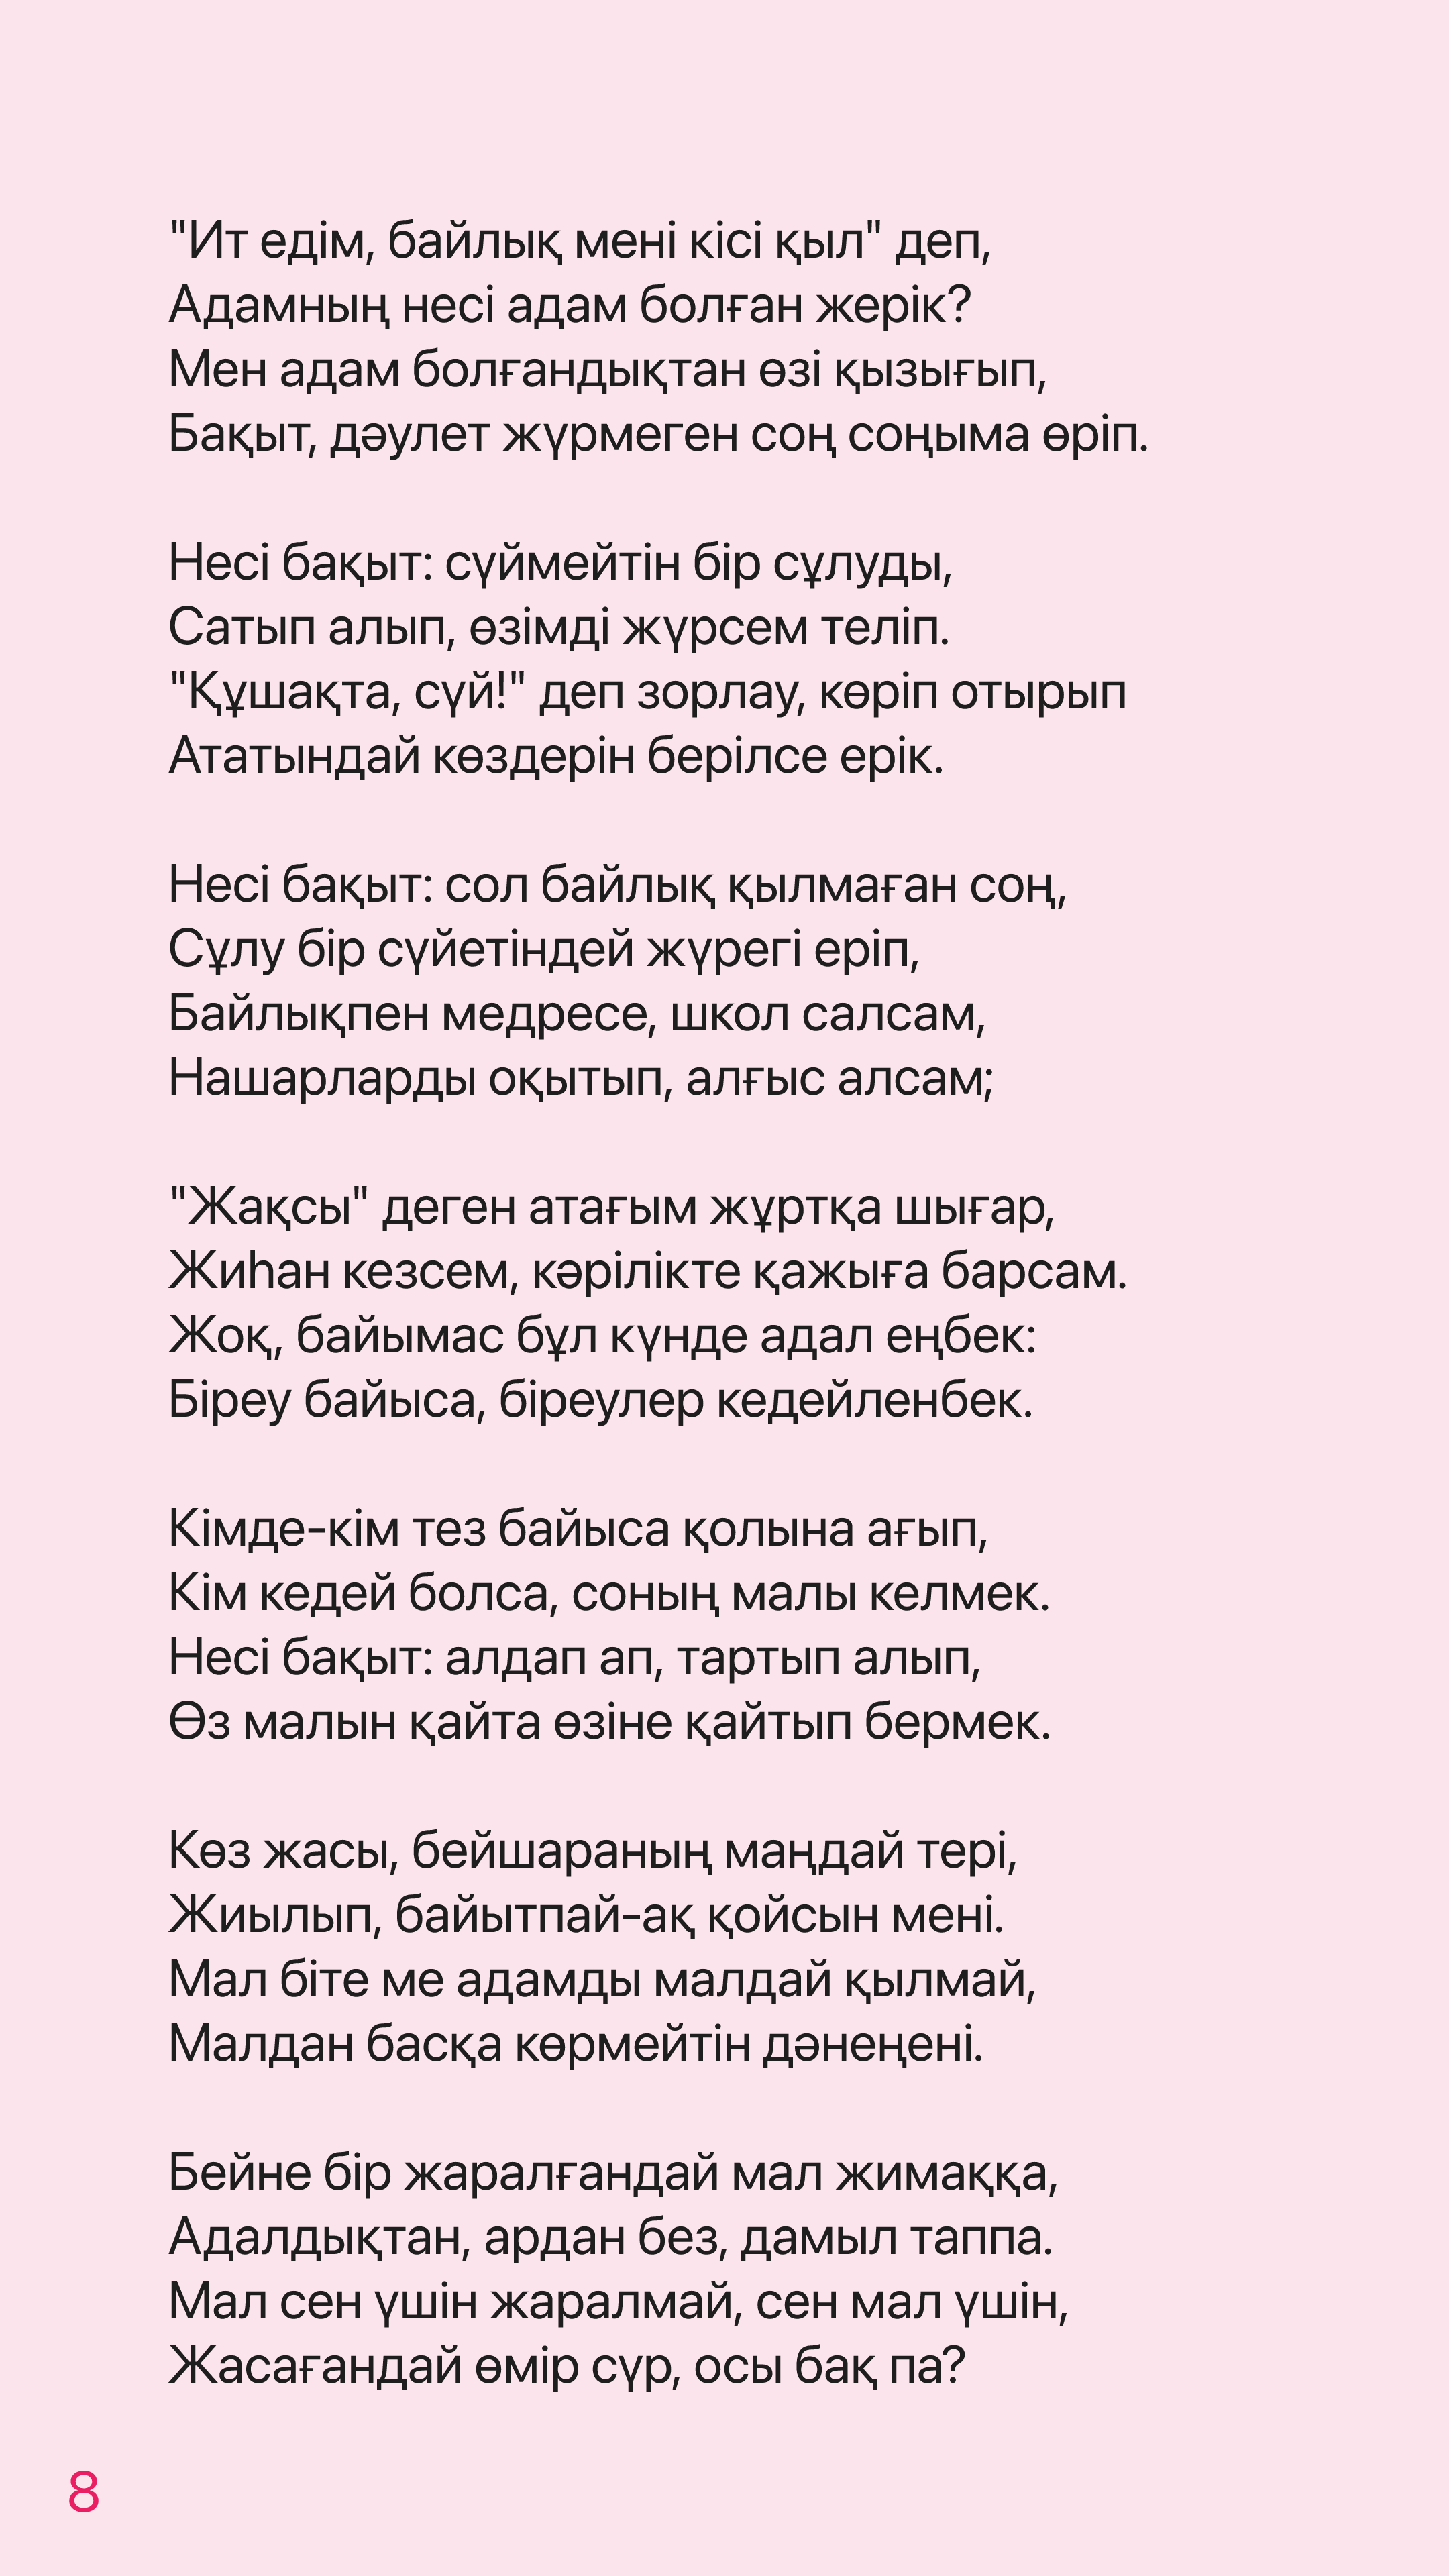 "Ит едім, байлық мені кісі қыл" деп,
Адамның несі адам болған жерік?
Мен адам болғандықтан өзі қызығып,
Бақыт, дәулет жүрмеген соң соңыма өріп.

Несі бақыт: сүймейтін бір сұлуды,
Сатып алып, өзімді жүрсем теліп.
"Құшақта, сүй!" деп зорлау, көріп отырып
Ататындай көздерін берілсе ерік.

Несі бақыт: сол байлық қылмаған соң,
Сұлу бір сүйетіндей жүрегі еріп,
Байлықпен медресе, школ салсам,
Нашарларды оқытып, алғыс алсам;

"Жақсы" деген атағым жұртқа шығар,
Жиһан кезсем, кәрілікте қажыға барсам.
Жоқ, байымас бұл күнде адал еңбек:
Біреу байыса, біреулер кедейленбек.

Кімде-кім тез байыса қолына ағып,
Кім кедей болса, соның малы келмек.
Несі бақыт: алдап ап, тартып алып,
Өз малын қайта өзіне қайтып бермек.

Көз жасы, бейшараның маңдай тері,
Жиылып, байытпай-ақ қойсын мені.
Мал біте ме адамды малдай қылмай,
Малдан басқа көрмейтін дәнеңені.

Бейне бір жаралғандай мал жимаққа,
Адалдықтан, ардан без, дамыл таппа.
Мал сен үшін жаралмай, сен мал үшін,
Жасағандай өмір сүр, осы бақ па?

8